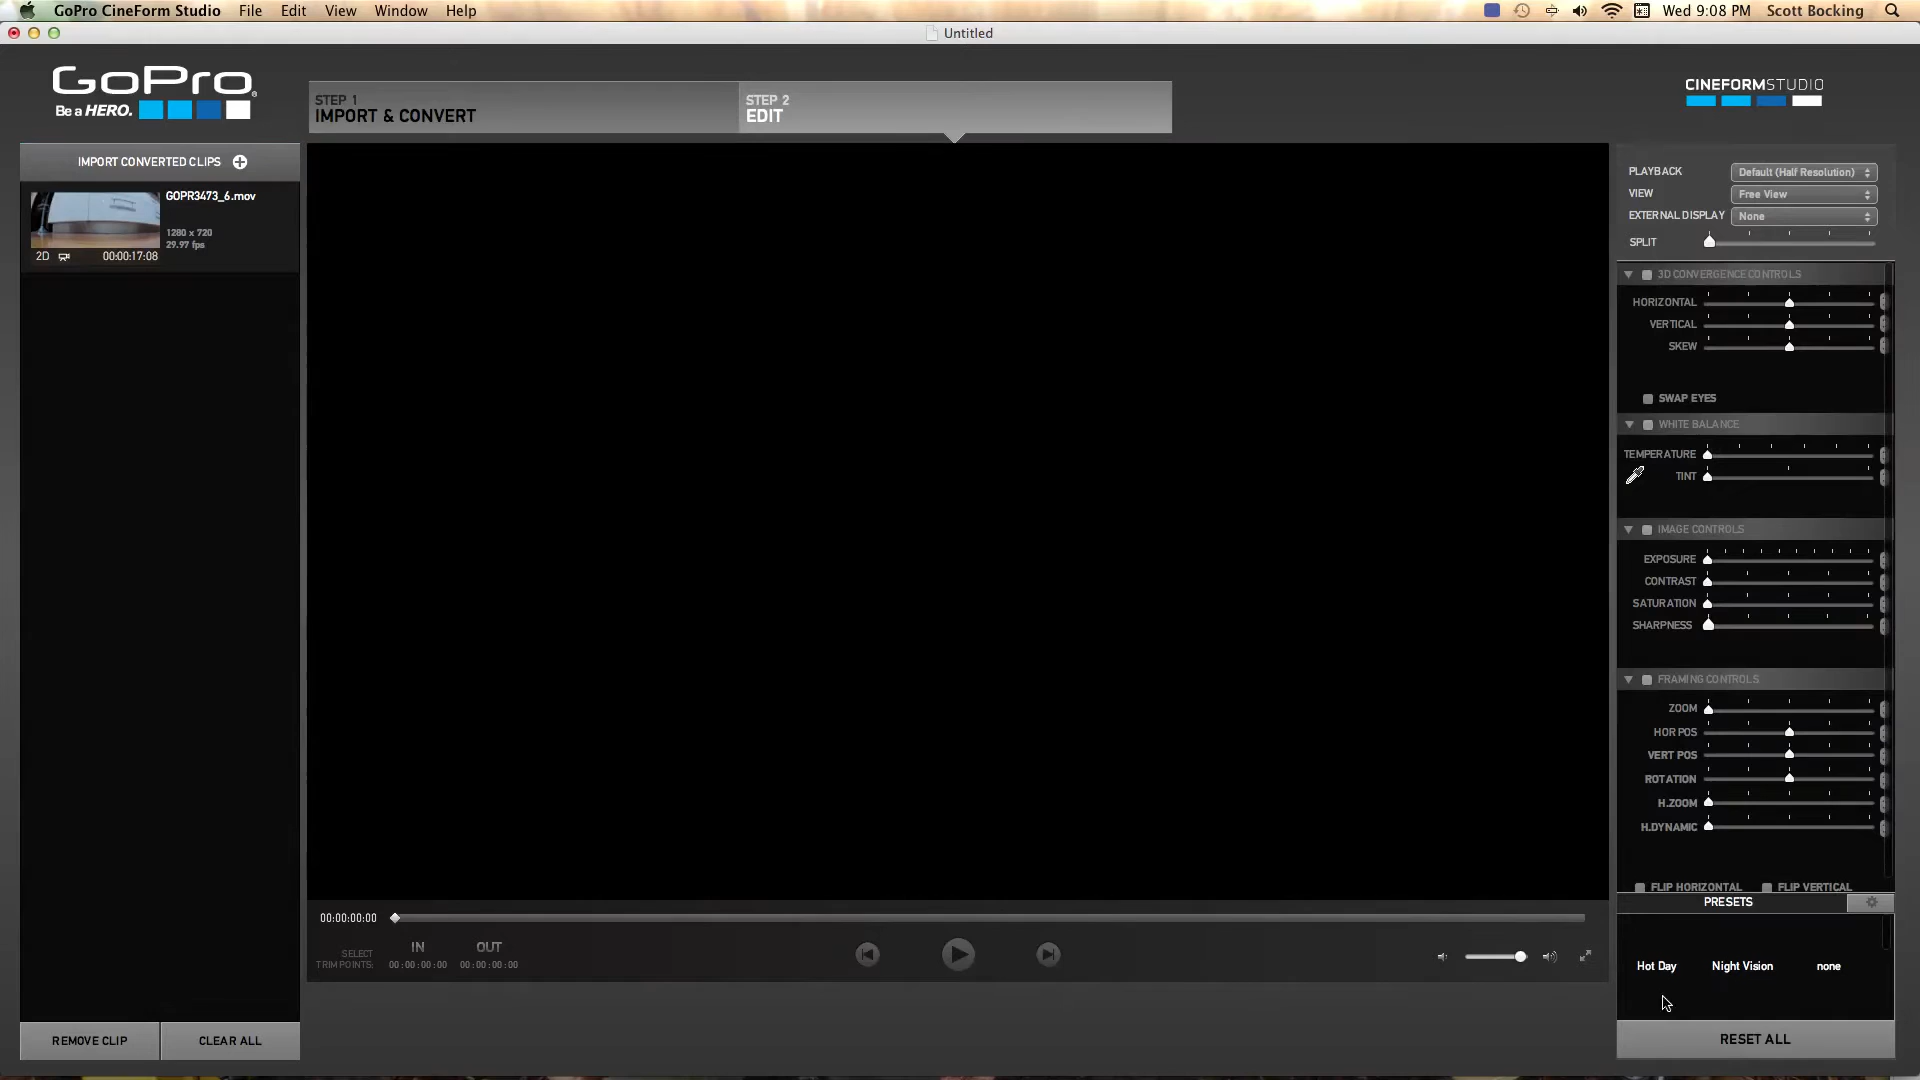 GoPro CineForm Studio File Edit View Window Help
Wed 9:08 PM Scott Bocking
Untitled
GoPro
Be a HERO.
STEP 1
IMPORT & CONVERT
STEP 2
EDIT
CINEFORMSTUDIO
IMPORT CONVERTED CLIPS
GOPR3473_6.mov
1280 x 720
29.97 fps
2D 00:00:17:08
PLAYBACK Default (Half Resolution)
VIEW Free View
EXTERNAL DISPLAY None
SPLIT
3D CONVERGENCE CONTROLS
HORIZONTAL
VERTICAL
SKEW
SWAP EYES
WHITE BALANCE
TEMPERATURE
TINT
IMAGE CONTROLS
EXPOSURE
CONTRAST
SATURATION
SHARPNESS
FRAMING CONTROLS
ZOOM
HOR POS
VERT POS
ROTATION
H.ZOOM
H.DYNAMIC
FLIP HORIZONTAL FLIP VERTICAL
PRESETS
Hot Day Night Vision none
RESET ALL
00:00:00:00
SELECT TRIM POINTS:
IN OUT
00:00:00:00 00:00:00:00
REMOVE CLIP CLEAR ALL